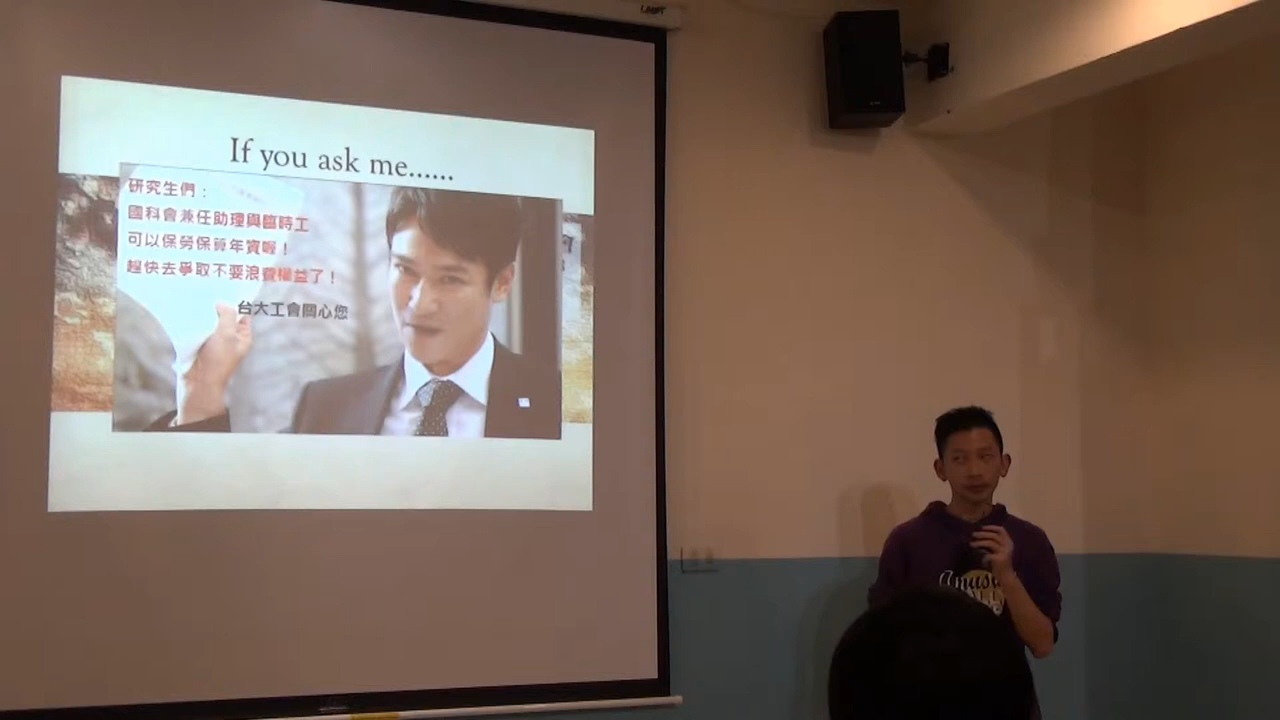 If you ask me......
研究生們：
國科會兼任助理與臨時工
可以保勞保算年資喔！
趕快去爭取不要浪費權益了！
台大工會關心您